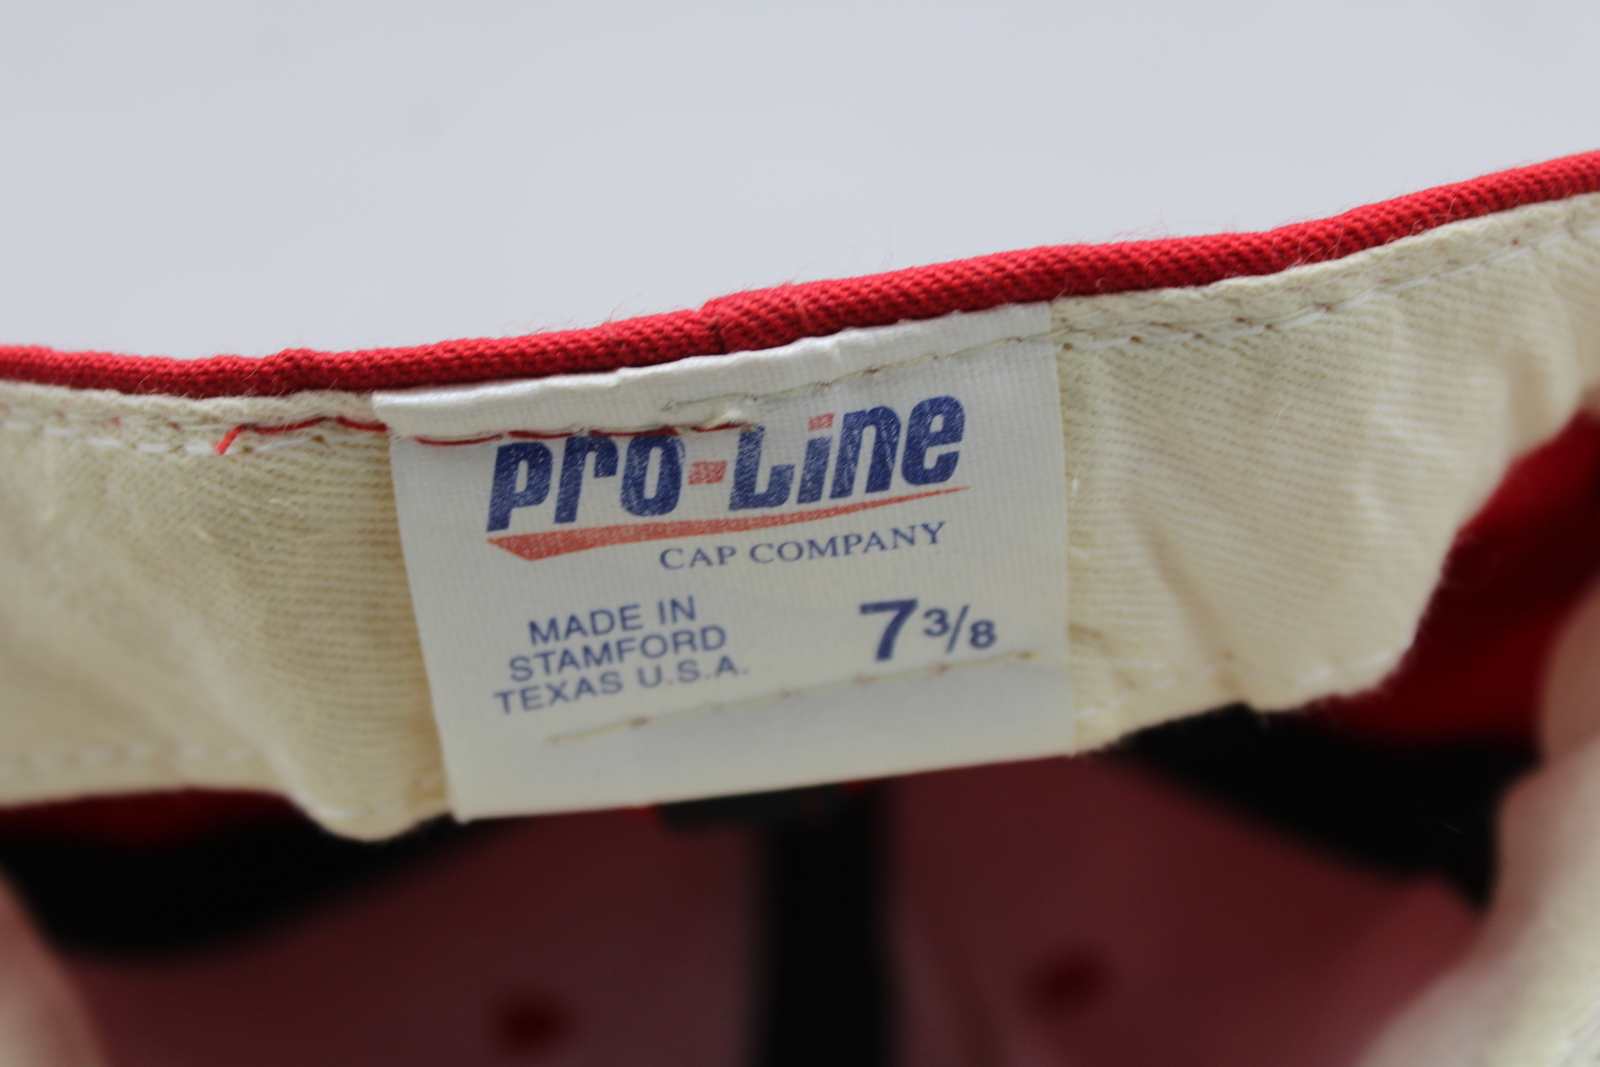 Pro-Line
CAP COMPANY
MADE IN
STAMFORD
TEXAS U.S.A.
7 3/8